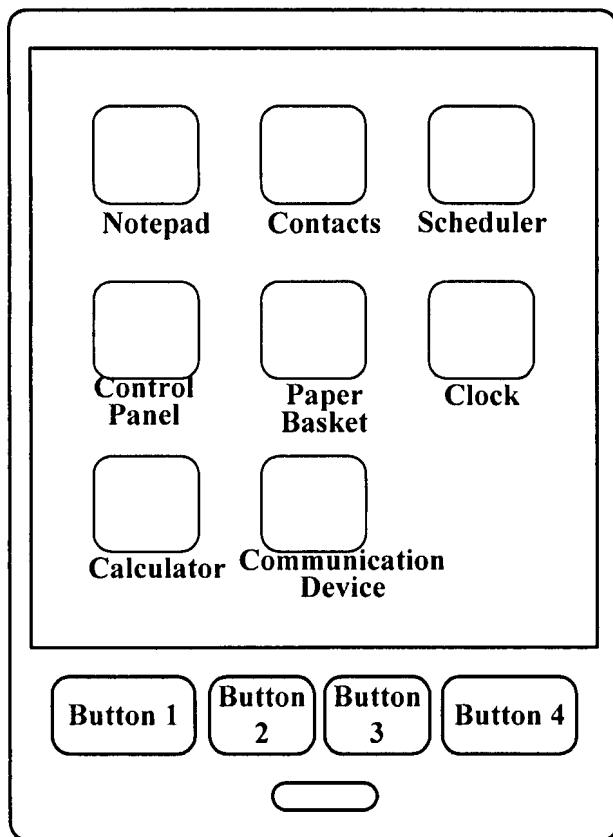 Notepad
Contacts
Scheduler
Control
Panel
Paper
Basket
Clock
Calculator
Communication
Device
Button 1
Button
2
Button
3
Button 4